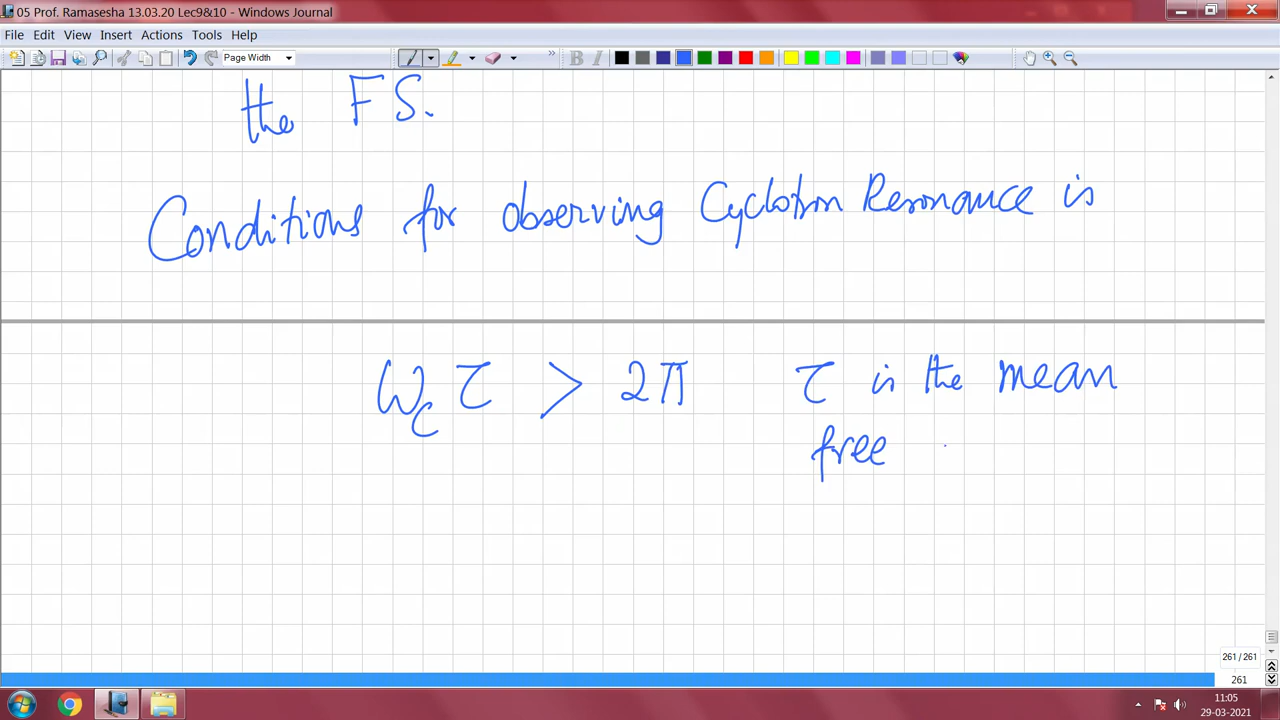 05 Prof. Ramasesha 13.03.20 Lec9&10 - Windows Journal
File Edit View Insert Actions Tools Help
Page Width » B I
the FS.
Conditions for observing Cyclotron Resonance is
ω_c τ > 2π τ is the mean
free
261 / 261
261
11:05
29-03-2021